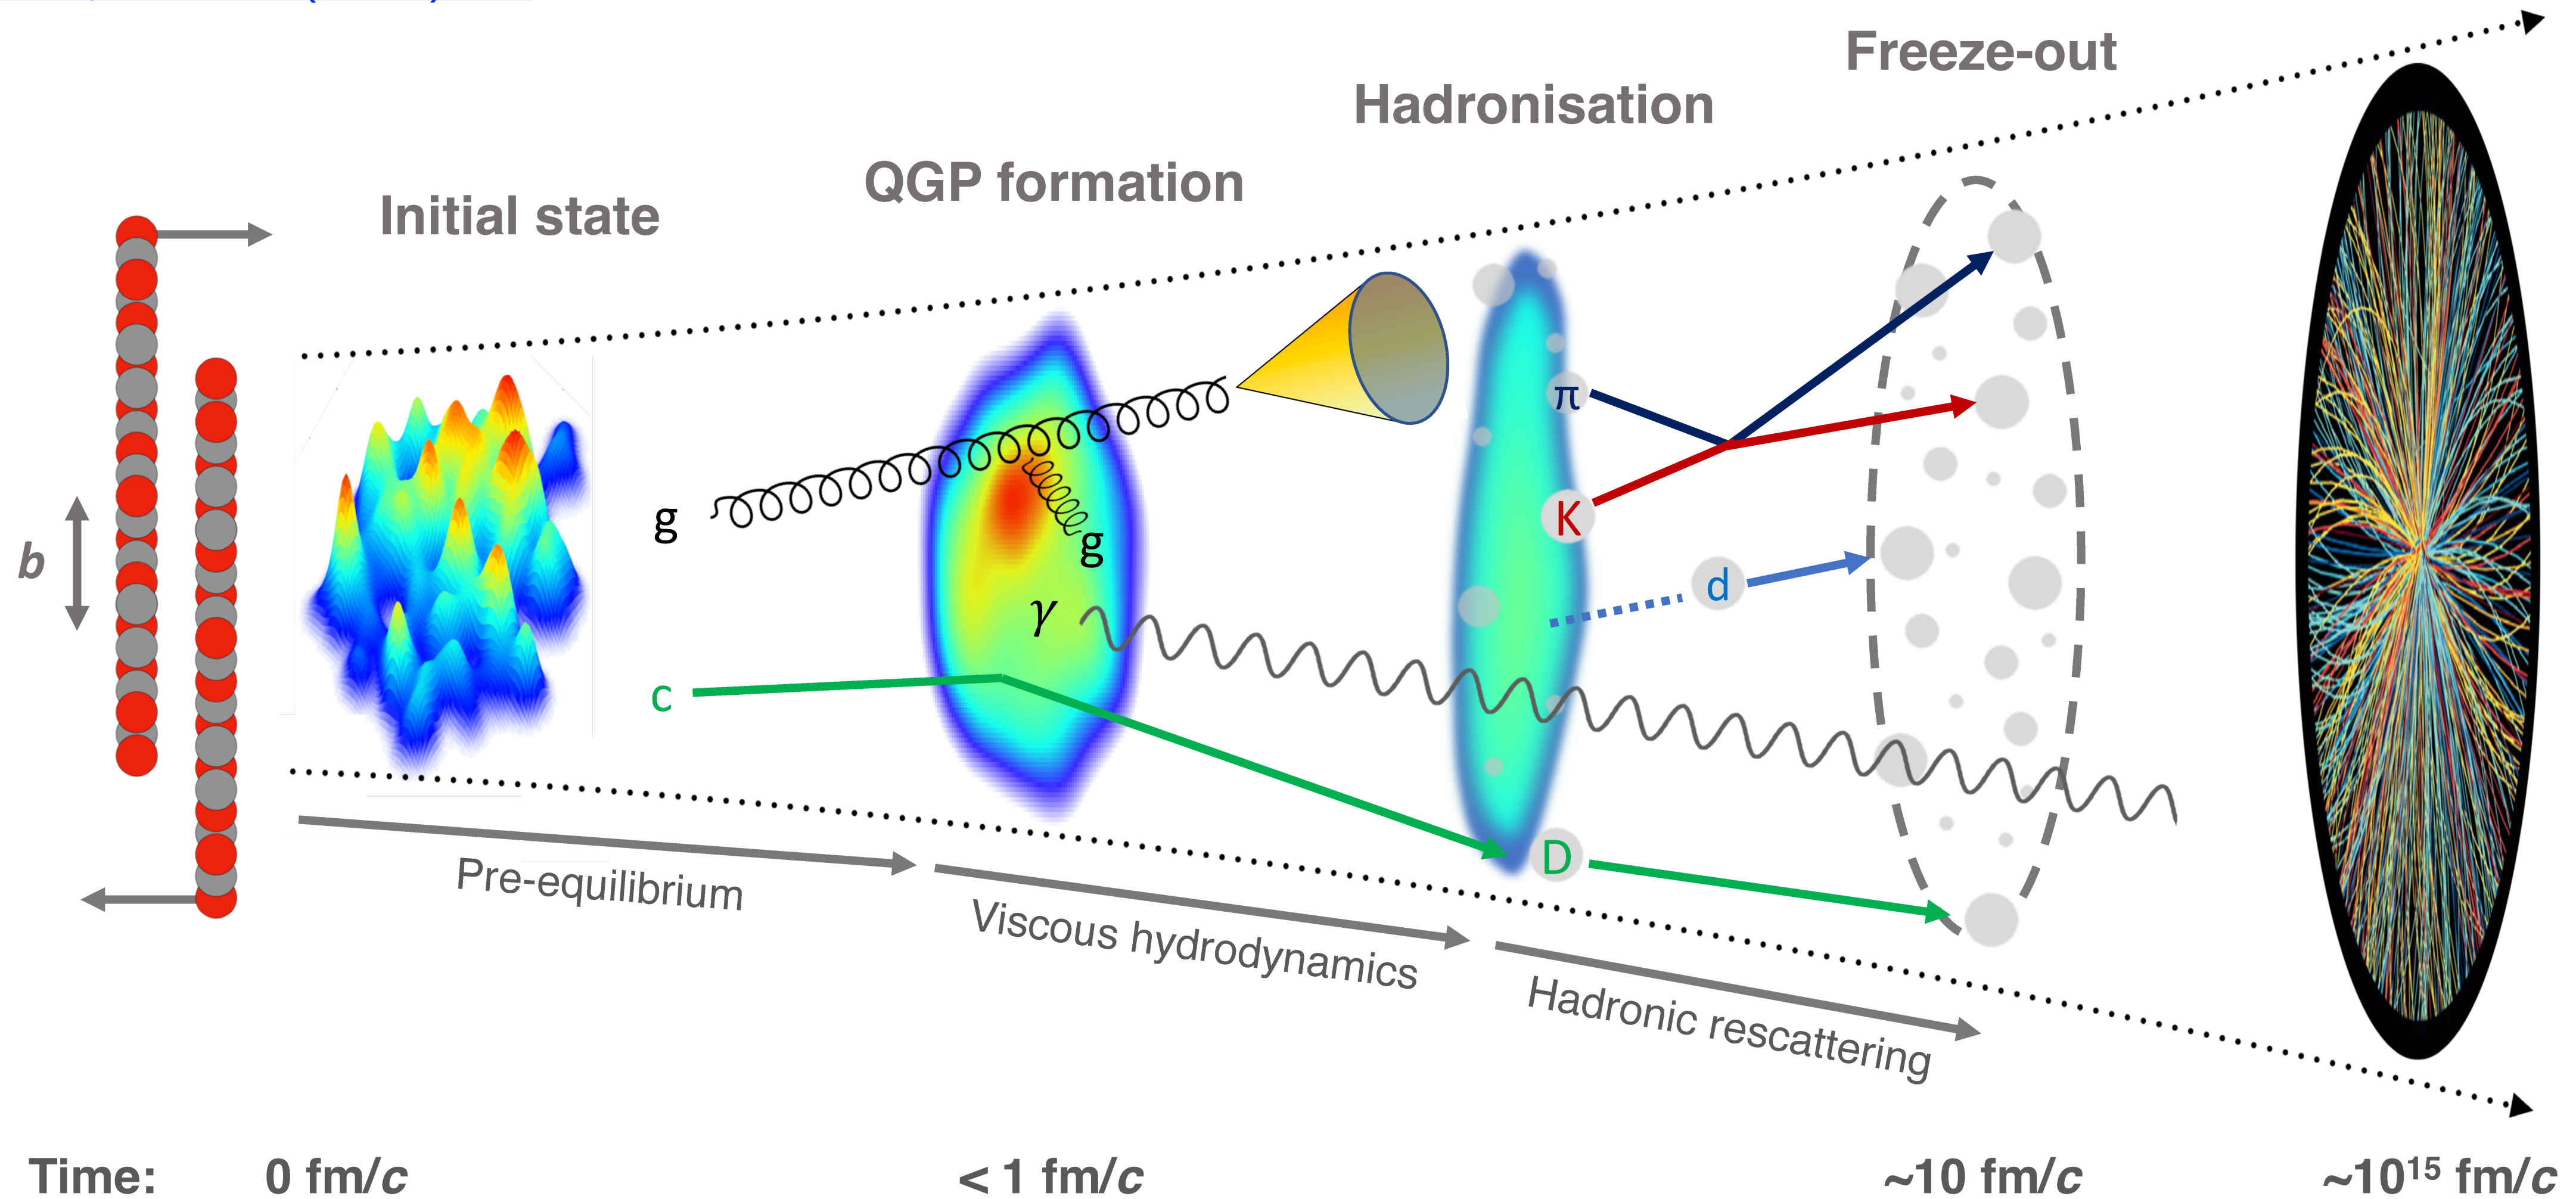 Freeze-out
Hadronisation
QGP formation
Initial state
b
g
g
γ
c
π
K
d
D
Pre-equilibrium
Viscous hydrodynamics
Hadronic rescattering
Time: 0 fm/c < 1 fm/c ~10 fm/c ~10¹⁵ fm/c